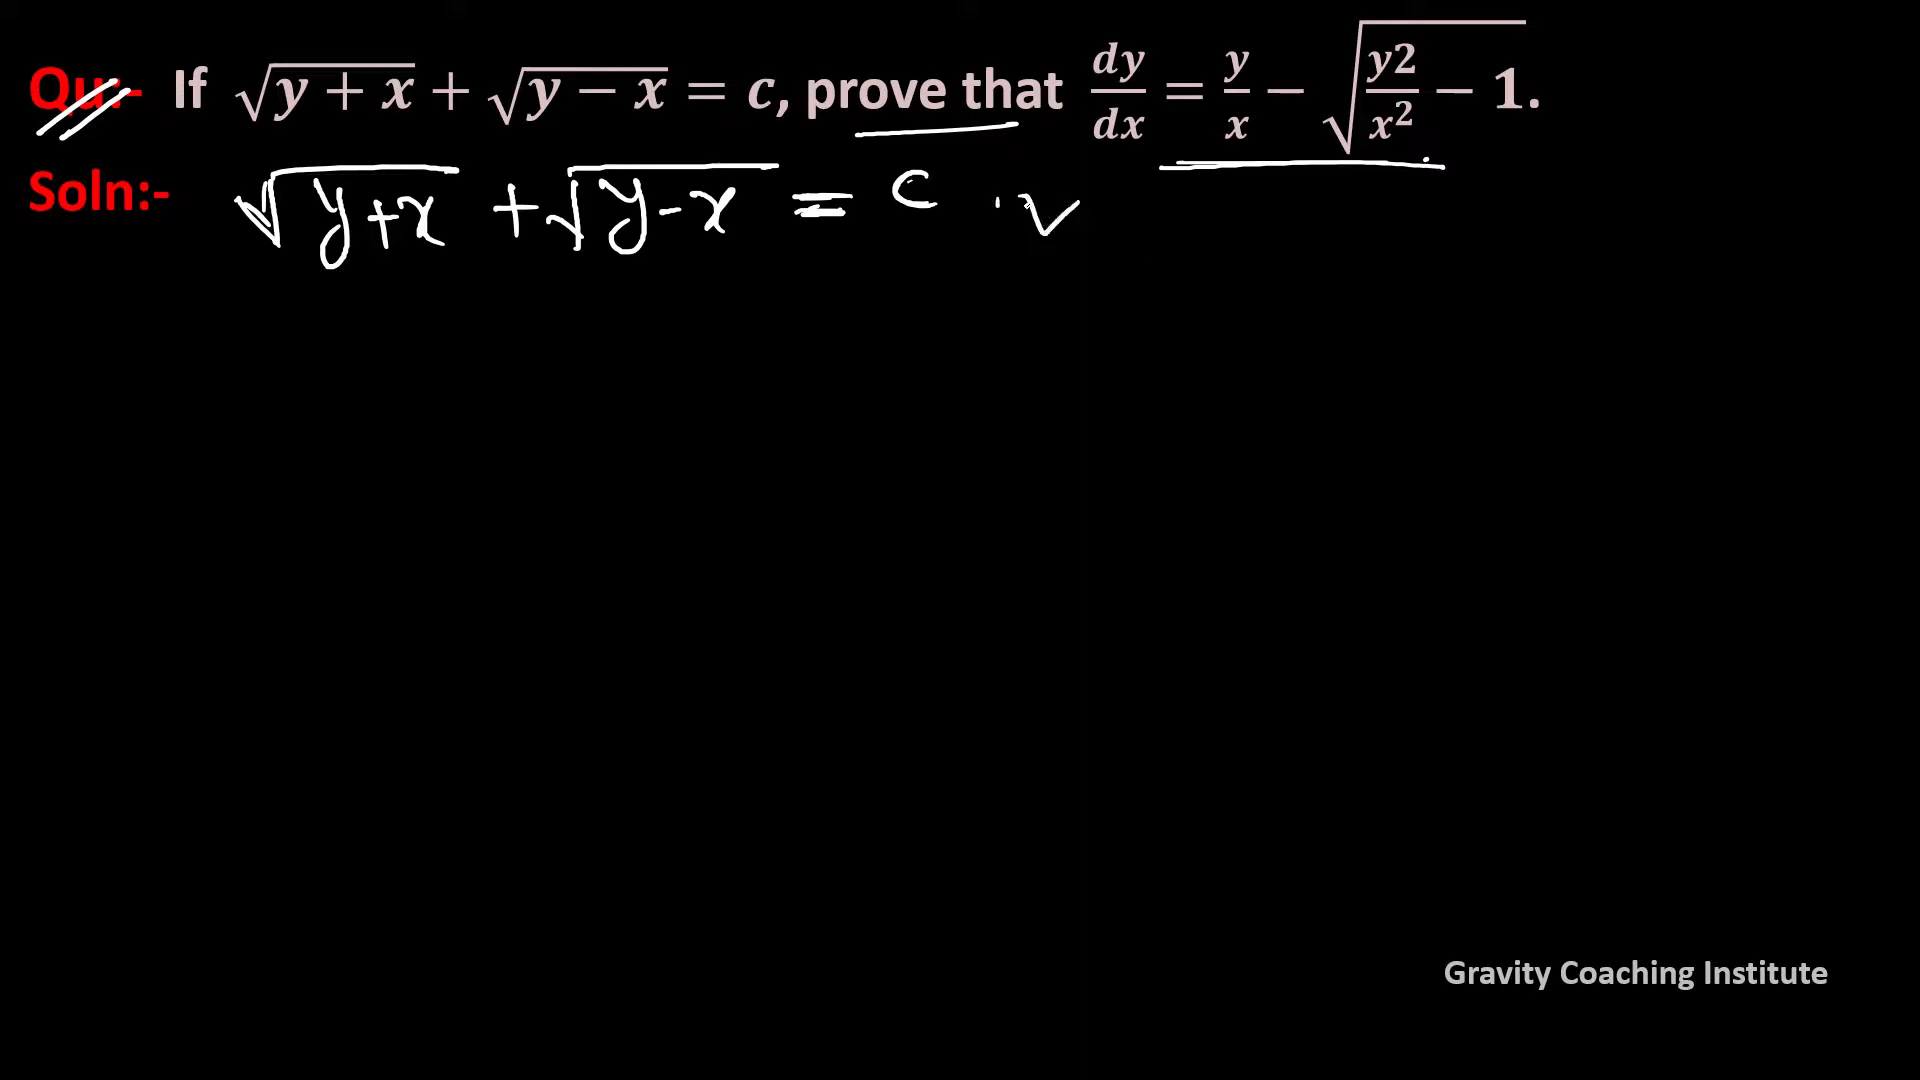 Qu:- If √(y + x) + √(y − x) = c, prove that dy/dx = y/x − √(y2/x² − 1).
Soln:- √(y+x) + √(y-x) = c
Gravity Coaching Institute